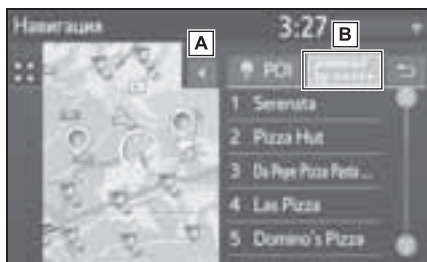 Навигация
3:27
A
B
POI
1 Serenata
2 Pizza Hut
3 Da Pepe Pizza Pasta ...
4 Las Pizza
5 Domino's Pizza